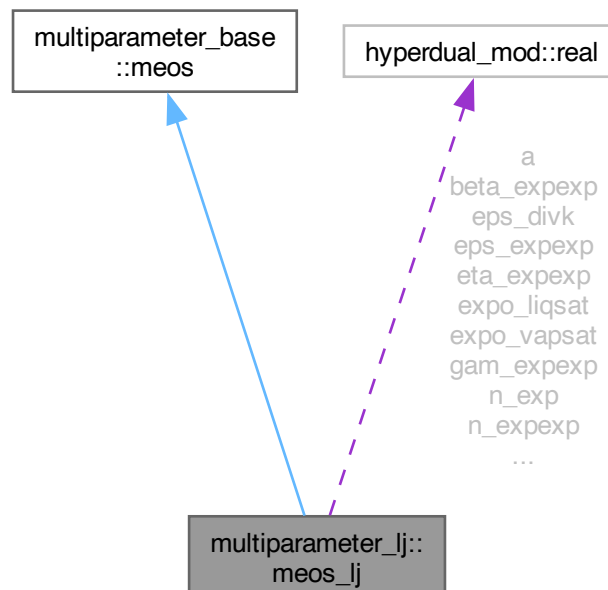 multiparameter_base
::meos
hyperdual_mod::real
a
beta_expexp
eps_divk
eps_expexp
eta_expexp
expo_liqsat
expo_vapsat
gam_expexp
n_exp
n_expexp
...
multiparameter_lj::
meos_lj